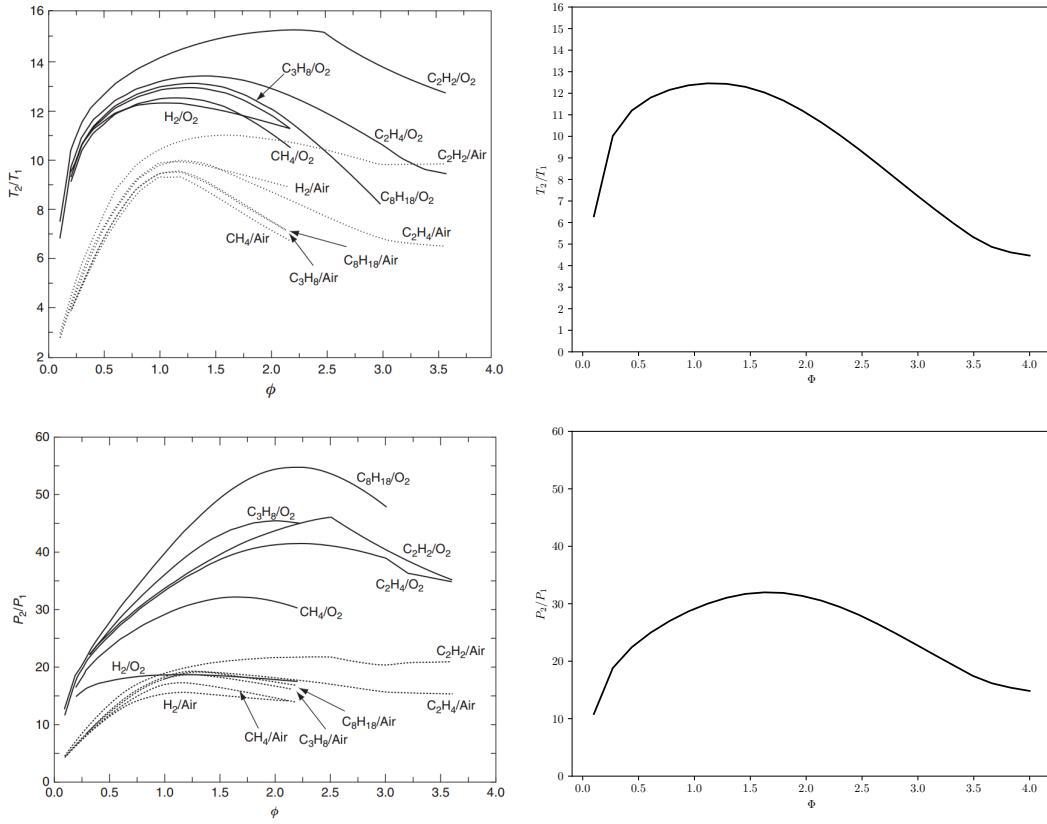 16
14
12
10
8
6
4
2
T₂/T₁
C₃H₈/O₂
C₂H₂/O₂
H₂/O₂
C₂H₄/O₂
CH₄/O₂
C₂H₂/Air
H₂/Air
C₈H₁₈/O₂
CH₄/Air
C₂H₄/Air
C₈H₁₈/Air
C₃H₈/Air
0.0 0.5 1.0 1.5 2.0 2.5 3.0 3.5 4.0
ϕ
16
15
14
13
12
11
10
9
8
7
6
5
4
3
2
1
0
T₂/T₁
0.0 0.5 1.0 1.5 2.0 2.5 3.0 3.5 4.0
Φ
60
50
40
30
20
10
0
P₂/P₁
C₈H₁₈/O₂
C₃H₈/O₂
C₂H₂/O₂
C₂H₄/O₂
CH₄/O₂
C₂H₂/Air
H₂/O₂
H₂/Air
C₂H₄/Air
C₈H₁₈/Air
CH₄/Air
C₃H₈/Air
0.0 0.5 1.0 1.5 2.0 2.5 3.0 3.5 4.0
ϕ
60
50
40
30
20
10
0
P₂/P₁
0.0 0.5 1.0 1.5 2.0 2.5 3.0 3.5 4.0
Φ